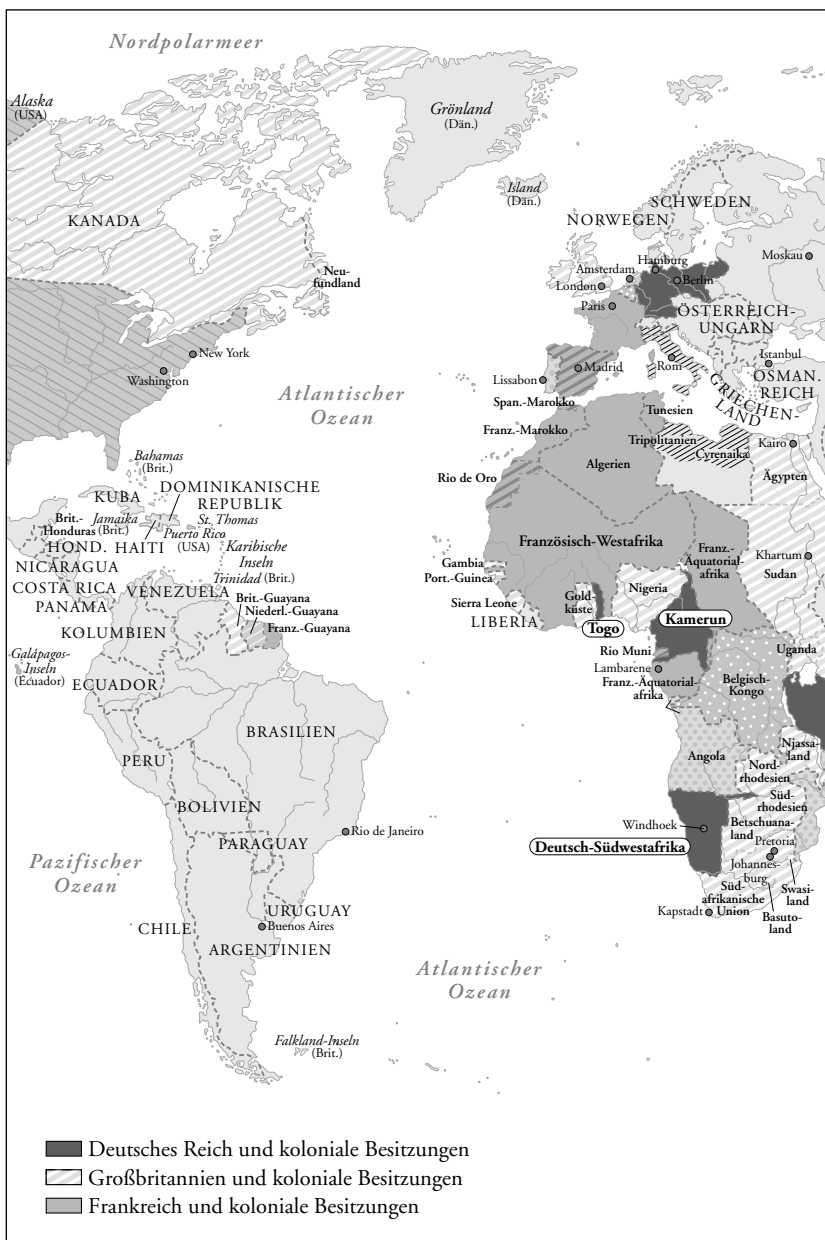 Nordpolarmeer
Alaska
(USA)
Grönland
(Dän.)
Island
(Dän.)
KANADA
Neu-
fundland
New York
Washington
Atlantischer
Ozean
Bahamas
(Brit.)
KUBA
DOMINIKANISCHE
REPUBLIK
Brit.-
Honduras
Jamaika
(Brit.)
St. Thomas
Puerto Rico
(USA)
HOND.
HAITI
Karibische
Inseln
NICARAGUA
Trinidad (Brit.)
COSTA RICA
PANAMA
VENEZUELA
Brit.-Guayana
Niederl.-Guayana
Franz.-Guayana
KOLUMBIEN
Galápagos-
Inseln
(Ecuador)
ECUADOR
BRASILIEN
PERU
BOLIVIEN
Rio de Janeiro
PARAGUAY
Pazifischer
Ozean
URUGUAY
Buenos Aires
CHILE
ARGENTINIEN
Atlantischer
Ozean
Falkland-Inseln
(Brit.)
SCHWEDEN
NORWEGEN
Moskau
Hamburg
Amsterdam
Berlin
London
Paris
ÖSTERREICH-
UNGARN
Istanbul
Madrid
Rom
Lissabon
OSMAN.
REICH
GRIECHEN-
LAND
Span.-Marokko
Tunesien
Franz.-Marokko
Tripolitanien
Cyrenaika
Kairo
Algerien
Rio de Oro
Ägypten
Französisch-Westafrika
Franz.-
Äquatorial-
afrika
Khartum
Sudan
Gambia
Port.-Guinea
Sierra Leone
LIBERIA
Gold-
küste
Nigeria
Togo
Kamerun
Rio Muni
Lambarene
Franz.-Äquatorial-
afrika
Uganda
Belgisch-
Kongo
Angola
Njassa-
land
Nord-
rhodesien
Süd-
rhodesien
Windhoek
Betschuana-
land
Deutsch-Südwestafrika
Pretoria
Johannes-
burg
Swasi-
land
Süd-
afrikanische
Union
Kapstadt
Basuto-
land
Deutsches Reich und koloniale Besitzungen
Großbritannien und koloniale Besitzungen
Frankreich und koloniale Besitzungen